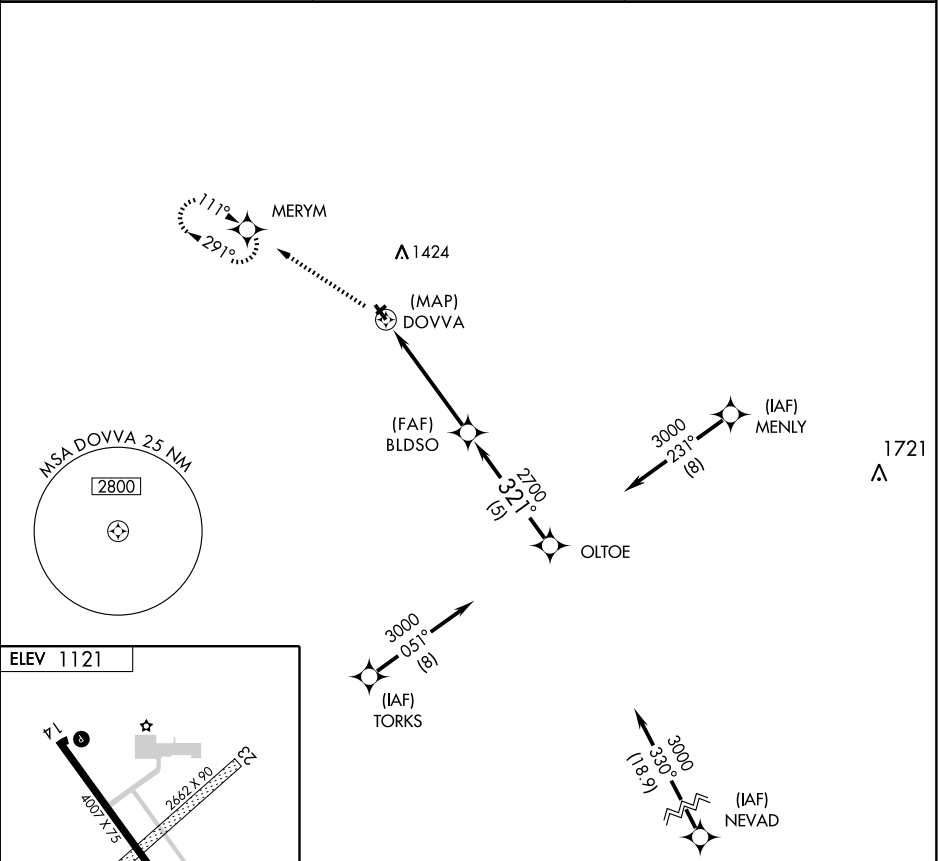 111°
291°
MERYM
1424
(MAP)
DOVVA
(FAF)
BLDSO
(IAF)
MENLY
3000
231°
(8)
1721
2700
321°
(5)
OLTOE
MSA DOVVA 25 NM
2800
3000
051°
(8)
(IAF)
TORKS
3000
330°
(18.9)
(IAF)
NEVAD
ELEV 1121
14
P
23
4007 X 75
2662 X 90